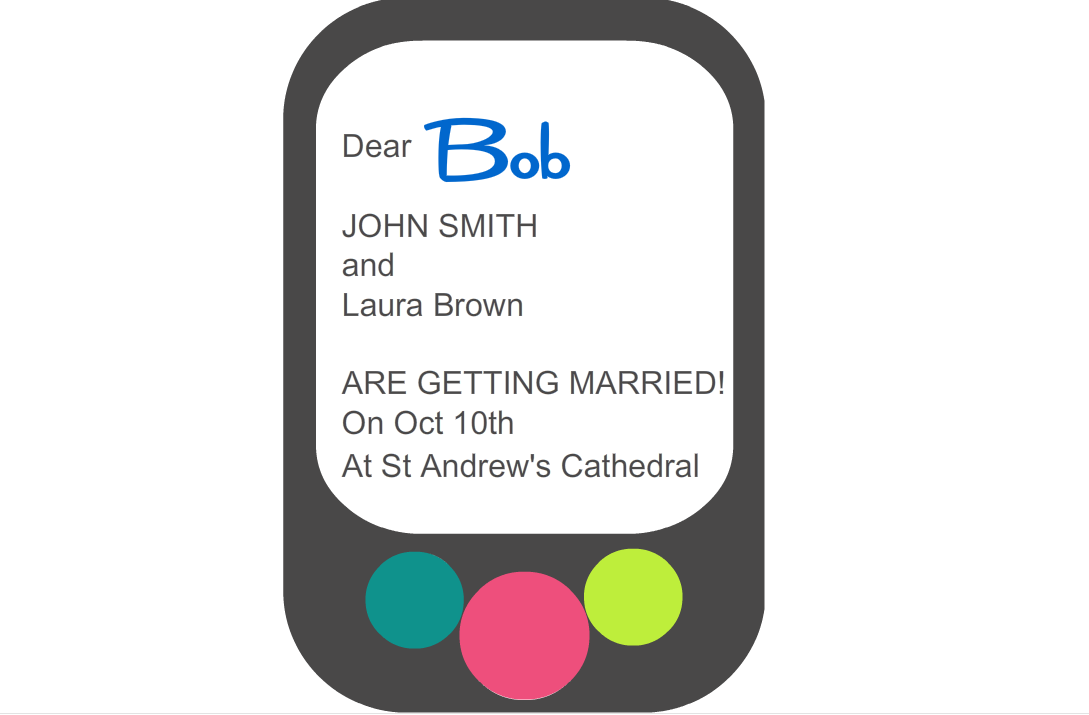 Dear Bob
JOHN SMITH
and
Laura Brown
ARE GETTING MARRIED!
On Oct 10th
At St Andrew's Cathedral